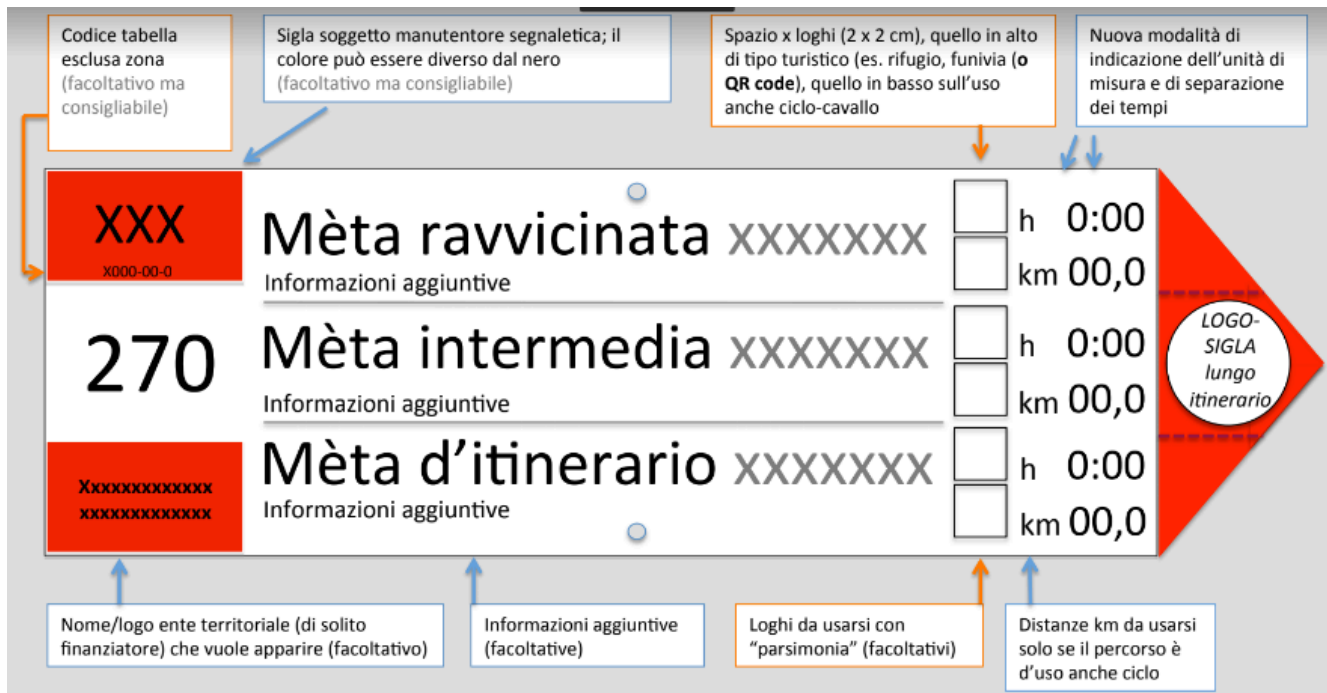 Codice tabella
esclusa zona
(facoltativo ma
consigliabile)
Sigla soggetto manutentore segnaletica; il
colore può essere diverso dal nero
(facoltativo ma consigliabile)
Spazio x loghi (2 x 2 cm), quello in alto
di tipo turistico (es. rifugio, funivia (o
QR code), quello in basso sull'uso
anche ciclo-cavallo
Nuova modalità di
indicazione dell'unità di
misura e di separazione
dei tempi
XXX
X000-00-0
270
Xxxxxxxxxxxxx
xxxxxxxxxxxxx
Mèta ravvicinata xxxxxxx
Informazioni aggiuntive
h 0:00
km 00,0
Mèta intermedia xxxxxxx
Informazioni aggiuntive
h 0:00
km 00,0
Mèta d'itinerario xxxxxxx
Informazioni aggiuntive
h 0:00
km 00,0
LOGO-
SIGLA
lungo
itinerario
Nome/logo ente territoriale (di solito
finanziatore) che vuole apparire (facoltativo)
Informazioni aggiuntive
(facoltative)
Loghi da usarsi con
"parsimonia" (facoltativi)
Distanze km da usarsi
solo se il percorso è
d'uso anche ciclo